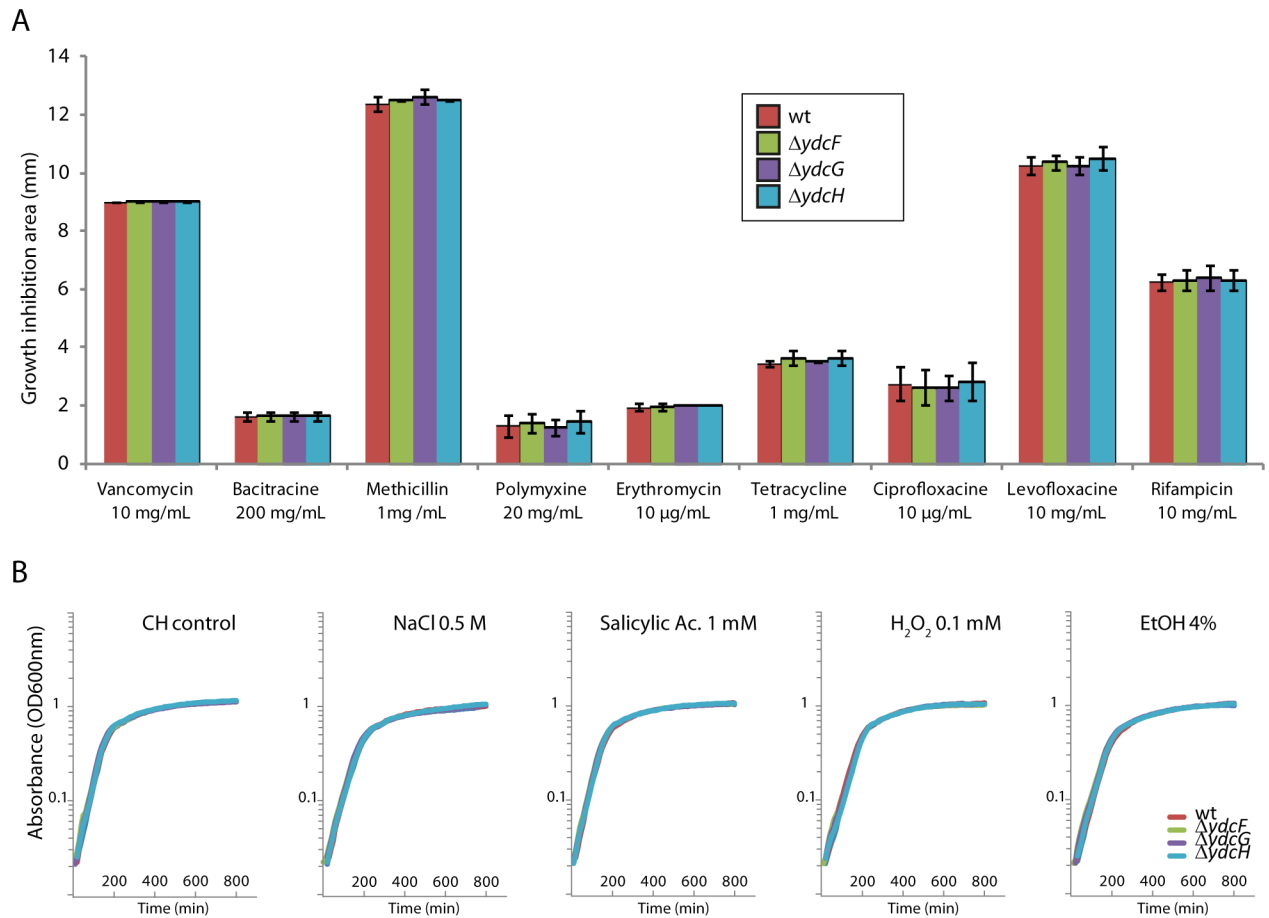 A
Growth inhibition area (mm)
14
12
10
8
6
4
2
0
wt
ΔydcF
ΔydcG
ΔydcH
Vancomycin Bacitracine Methicillin Polymyxine Erythromycin Tetracycline Ciprofloxacine Levofloxacine Rifampicin
10 mg/mL 200 mg/mL 1mg /mL 20 mg/mL 10 µg/mL 1 mg/mL 10 µg/mL 10 mg/mL 10 mg/mL
B
Absorbance (OD600nm)
CH control NaCl 0.5 M Salicylic Ac. 1 mM H₂O₂ 0.1 mM EtOH 4%
1 1 1 1 1
0.1 0.1 0.1 0.1 0.1
wt
ΔydcF
ΔydcG
ΔydcH
200 400 600 800 200 400 600 800 200 400 600 800 200 400 600 800 200 400 600 800
Time (min) Time (min) Time (min) Time (min) Time (min)